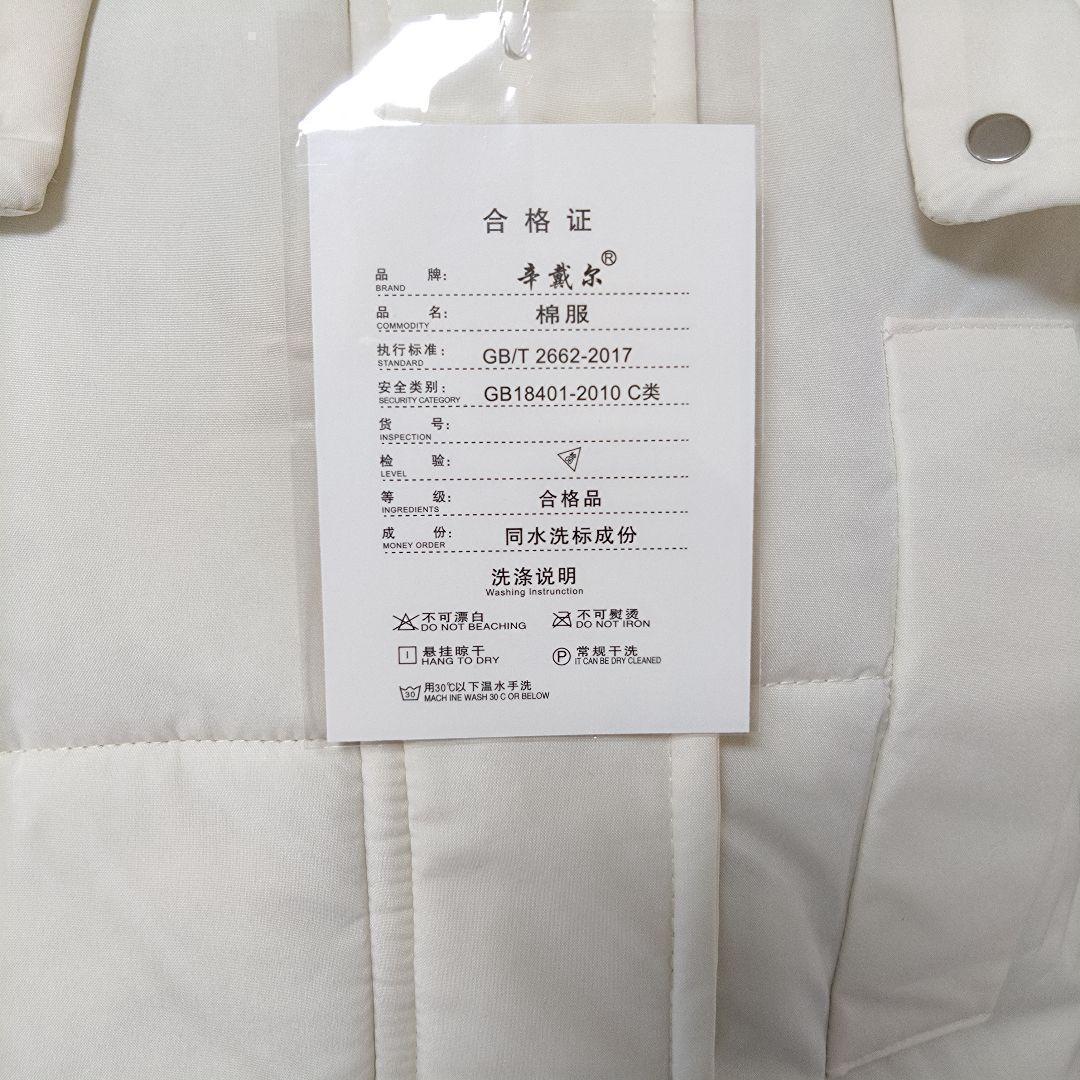 合格证
品 牌: 辛戴尔®
BRAND
品 名: 棉服
COMMODITY
执行标准: GB/T 2662-2017
STANDARD
安全类别: GB18401-2010 C类
SECURITY CATEGORY
货 号:
INSPECTION
检 验:
LEVEL
等 级: 合格品
INGREDIENTS
成 份: 同水洗标成份
MONEY ORDER
洗涤说明
Washing Instrunction
不可漂白 不可熨烫
DO NOT BEACHING DO NOT IRON
悬挂晾干 P 常规干洗
HANG TO DRY IT CAN BE DRY CLEANED
30 用30℃以下温水手洗
MACH INE WASH 30 C OR BELOW